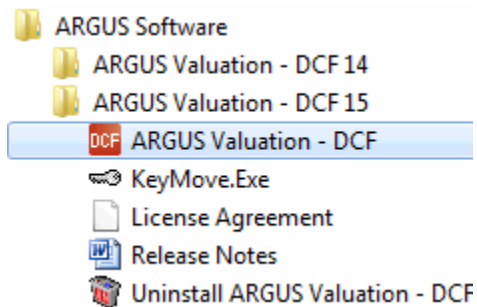 ARGUS Software
ARGUS Valuation - DCF 14
ARGUS Valuation - DCF 15
DCF ARGUS Valuation - DCF
KeyMove.Exe
License Agreement
Release Notes
Uninstall ARGUS Valuation - DCF